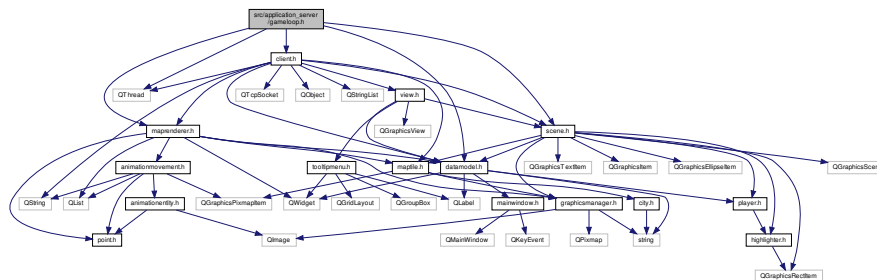 src/application_server
/gameloop.h
client.h
QThread
QTcpSocket
QObject
QStringList
view.h
QGraphicsView
maprenderer.h
scene.h
animationmovement.h
tooltipmenu.h
maptile.h
datamodel.h
QGraphicsTextItem
QGraphicsItem
QGraphicsEllipseItem
QGraphicsScene
QString
QList
animationentity.h
QGraphicsPixmapItem
QWidget
QGridLayout
QGroupBox
QLabel
mainwindow.h
graphicsmanager.h
city.h
player.h
point.h
QImage
QMainWindow
QKeyEvent
QPixmap
string
highlighter.h
QGraphicsRectItem